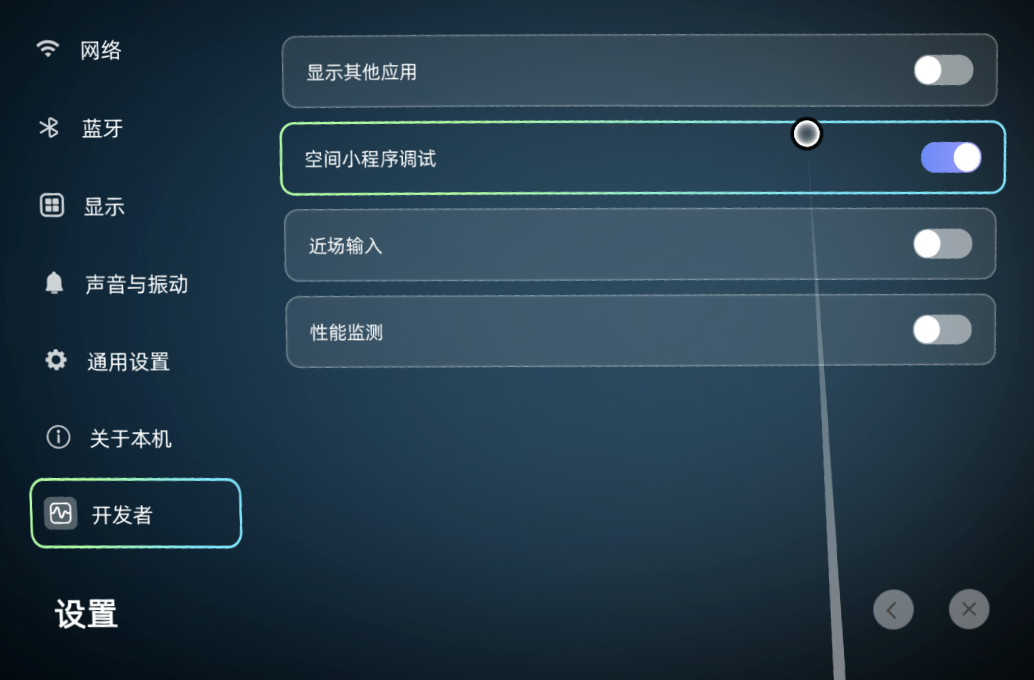 网络
蓝牙
显示
声音与振动
通用设置
关于本机
开发者
设置
显示其他应用
空间小程序调试
近场输入
性能监测